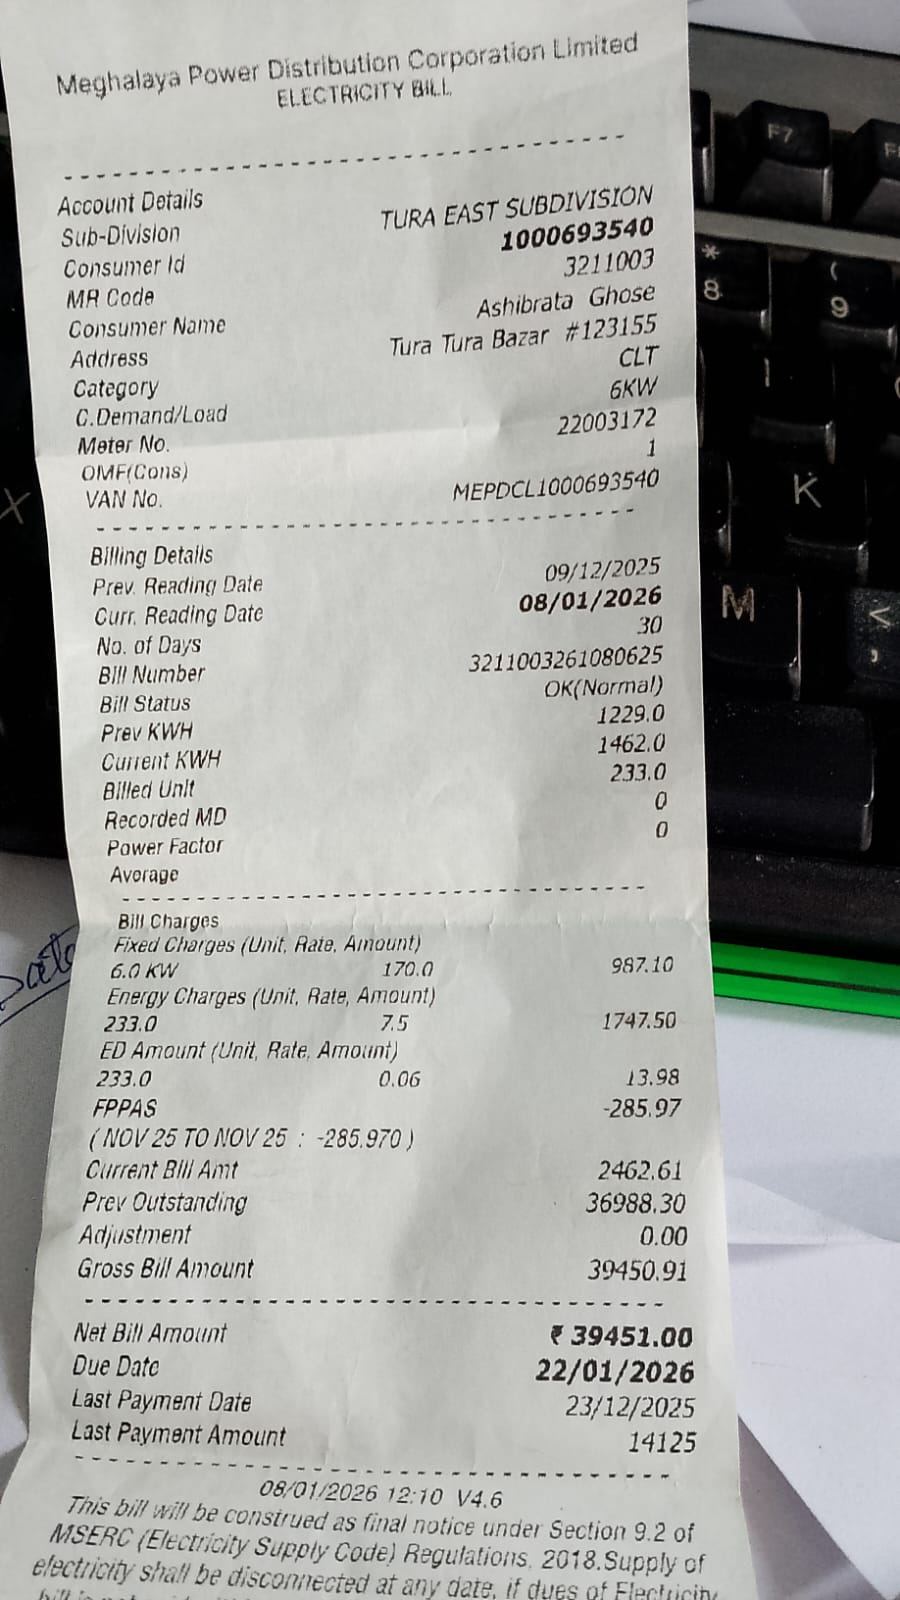 Meghalaya Power Distribution Corporation Limited
ELECTRICITY BILL
Account Details
Sub-Division TURA EAST SUBDIVISION
Consumer Id 1000693540
MR Code 3211003
Consumer Name Ashibrata Ghose
Address Tura Tura Bazar #123155
Category CLT
C.Demand/Load 6KW
Meter No. 22003172
OMF(Cons) 1
VAN No. MEPDCL1000693540
Billing Details
Prev. Reading Date 09/12/2025
Curr. Reading Date 08/01/2026
No. of Days 30
Bill Number 3211003261080625
Bill Status OK(Normal)
Prev KWH 1229.0
Current KWH 1462.0
Billed Unit 233.0
Recorded MD 0
Power Factor 0
Average
Bill Charges
Fixed Charges (Unit, Rate, Amount)
6.0 KW 170.0 987.10
Energy Charges (Unit, Rate, Amount)
233.0 7.5 1747.50
ED Amount (Unit, Rate, Amount)
233.0 0.06 13.98
FPPAS -285.97
( NOV 25 TO NOV 25 : -285.970 )
Current Bill Amt 2462.61
Prev Outstanding 36988.30
Adjustment 0.00
Gross Bill Amount 39450.91
Net Bill Amount ₹ 39451.00
Due Date 22/01/2026
Last Payment Date 23/12/2025
Last Payment Amount 14125
08/01/2026 12:10 V4.6
This bill will be construed as final notice under Section 9.2 of
MSERC (Electricity Supply Code) Regulations, 2018.Supply of
electricity shall be disconnected at any date, if dues of Electricity
F7
* 8
( 9
I
K
M
< ,
X